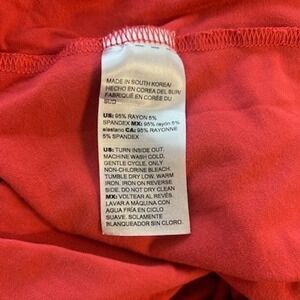 MADE IN SOUTH KOREA/
HECHO EN COREA DEL SUR/
FABRIQUÉ EN CORÉE DU
SUD
US: 95% RAYON 5%
SPANDEX MX: 95% rayón 5%
elastano CA: 95% RAYONNE
5% SPANDEX
US: TURN INSIDE OUT,
MACHINE WASH COLD,
GENTLE CYCLE, ONLY
NON-CHLORINE BLEACH,
TUMBLE DRY LOW, WARM
IRON, IRON ON REVERSE
SIDE, DO NOT DRY CLEAN
MX: VOLTEAR AL REVÉS,
LAVAR A MÁQUINA CON
AGUA FRÍA EN CICLO
SUAVE, SOLAMENTE
BLANQUEADOR SIN CLORO,